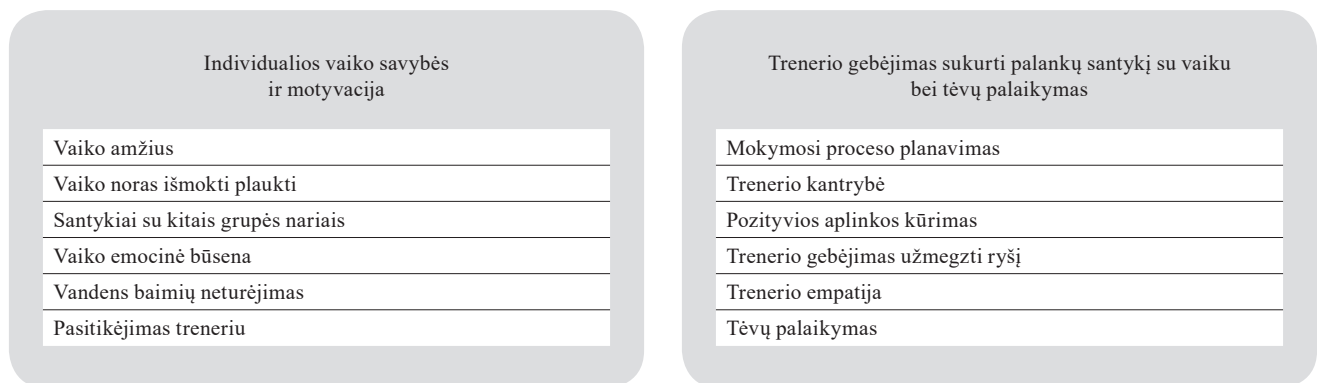 Individualios vaiko savybės
ir motyvacija
Vaiko amžius
Vaiko noras išmokti plaukti
Santykiai su kitais grupės nariais
Vaiko emocinė būsena
Vandens baimių neturėjimas
Pasitikėjimas treneriu
Trenerio gebėjimas sukurti palankų santykį su vaiku
bei tėvų palaikymas
Mokymosi proceso planavimas
Trenerio kantrybė
Pozityvios aplinkos kūrimas
Trenerio gebėjimas užmegzti ryšį
Trenerio empatija
Tėvų palaikymas